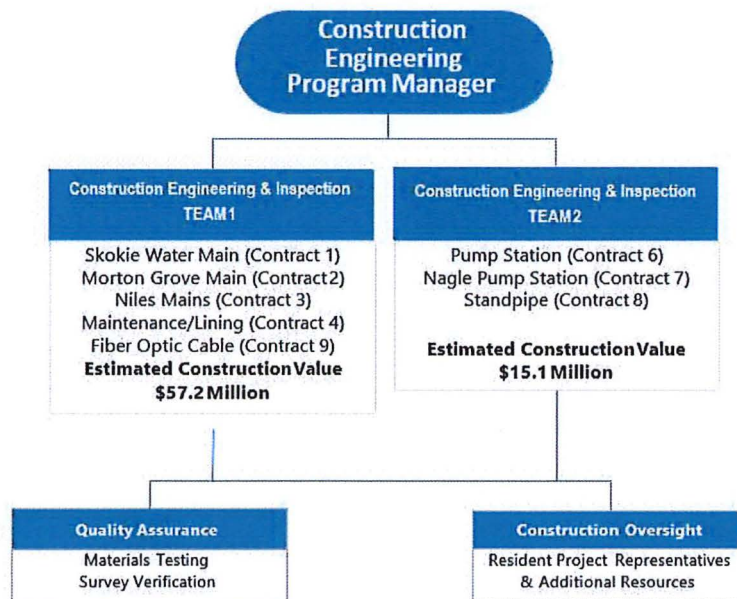 Construction
Engineering
Program Manager
Construction Engineering & Inspection
TEAM1
Skokie Water Main (Contract 1)
Morton Grove Main (Contract2)
Niles Mains (Contract 3)
Maintenance/Lining (Contract 4)
Fiber Optic Cable (Contract 9)
Estimated Construction Value
$57.2 Million
Construction Engineering & Inspection
TEAM2
Pump Station (Contract 6)
Nagle Pump Station (Contract 7)
Standpipe (Contract 8)
Estimated Construction Value
$15.1 Million
Quality Assurance
Materials Testing
Survey Verification
Construction Oversight
Resident Project Representatives
& Additional Resources